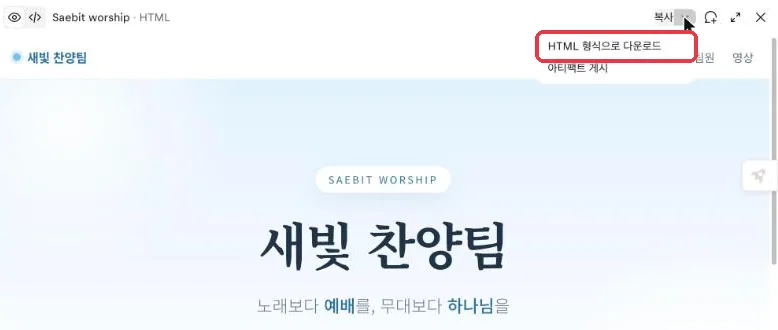 Saebit worship · HTML
복사
HTML 형식으로 다운로드
아티팩트 게시
새빛 찬양팀
팀원
영상
SAEBIT WORSHIP
새빛 찬양팀
노래보다 예배를, 무대보다 하나님을